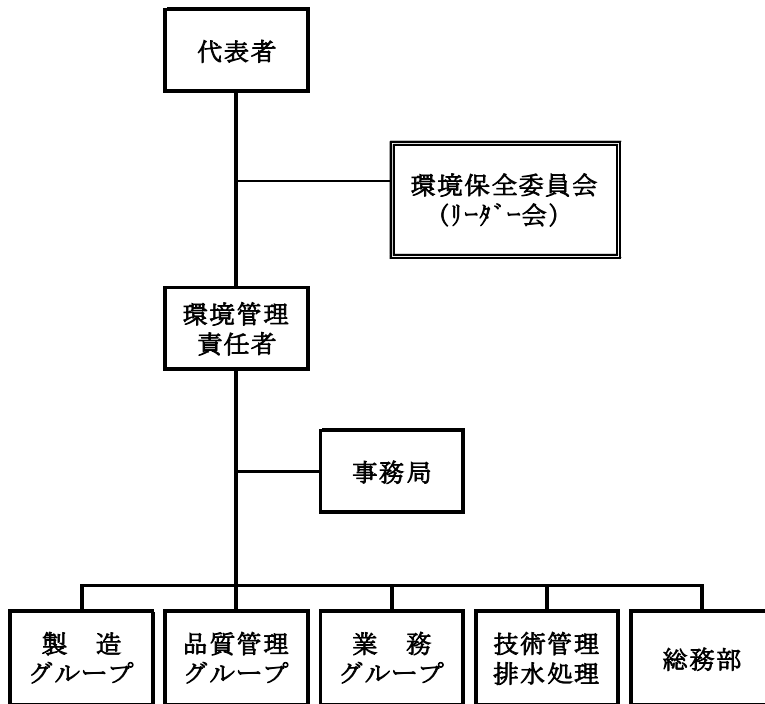 代表者
環境保全委員会
（ﾘｰﾀﾞｰ会）
環境管理
責任者
事務局
製　造
グループ
品質管理
グループ
業　務
グループ
技術管理
排水処理
総務部